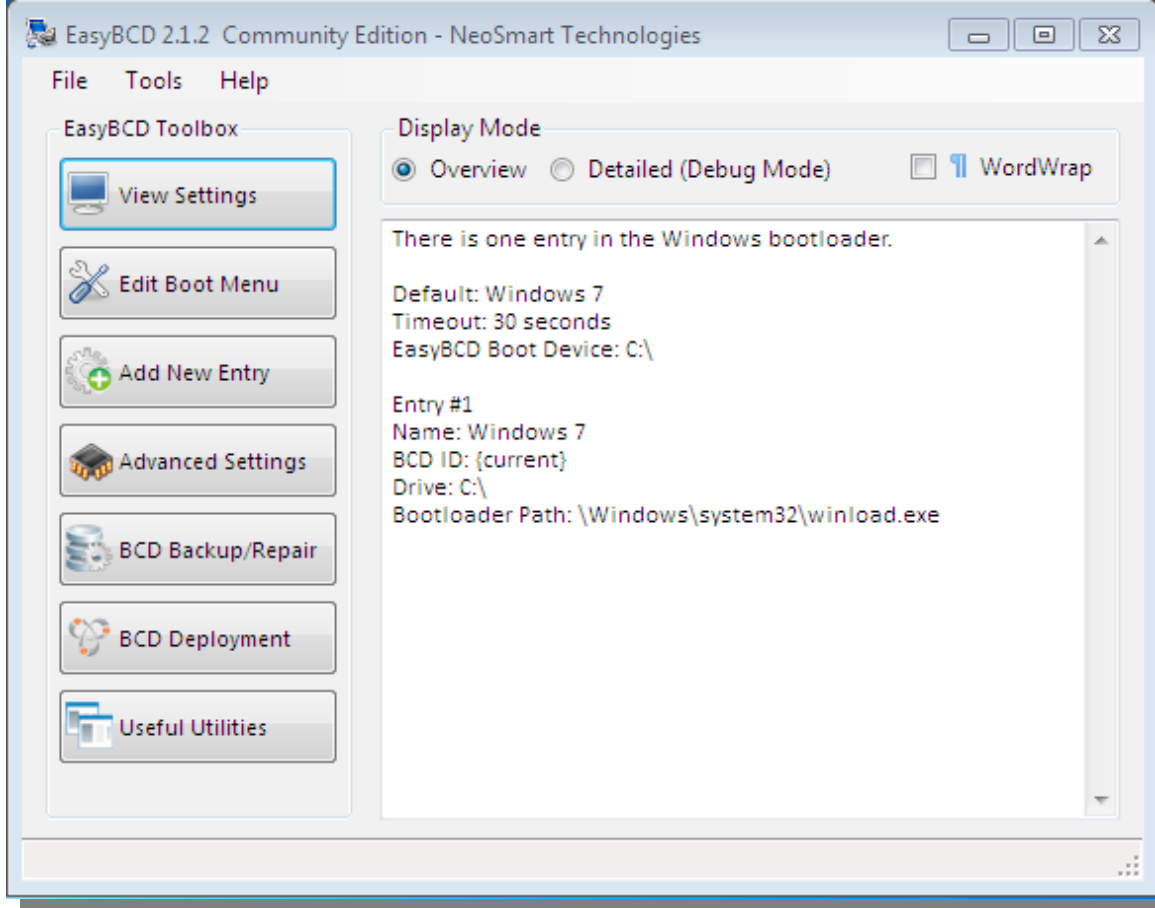 EasyBCD 2.1.2 Community Edition - NeoSmart Technologies
File Tools Help
EasyBCD Toolbox
View Settings
Edit Boot Menu
Add New Entry
Advanced Settings
BCD Backup/Repair
BCD Deployment
Useful Utilities
Display Mode
Overview Detailed (Debug Mode) ¶ WordWrap
There is one entry in the Windows bootloader.
Default: Windows 7
Timeout: 30 seconds
EasyBCD Boot Device: C:\
Entry #1
Name: Windows 7
BCD ID: {current}
Drive: C:\
Bootloader Path: \Windows\system32\winload.exe